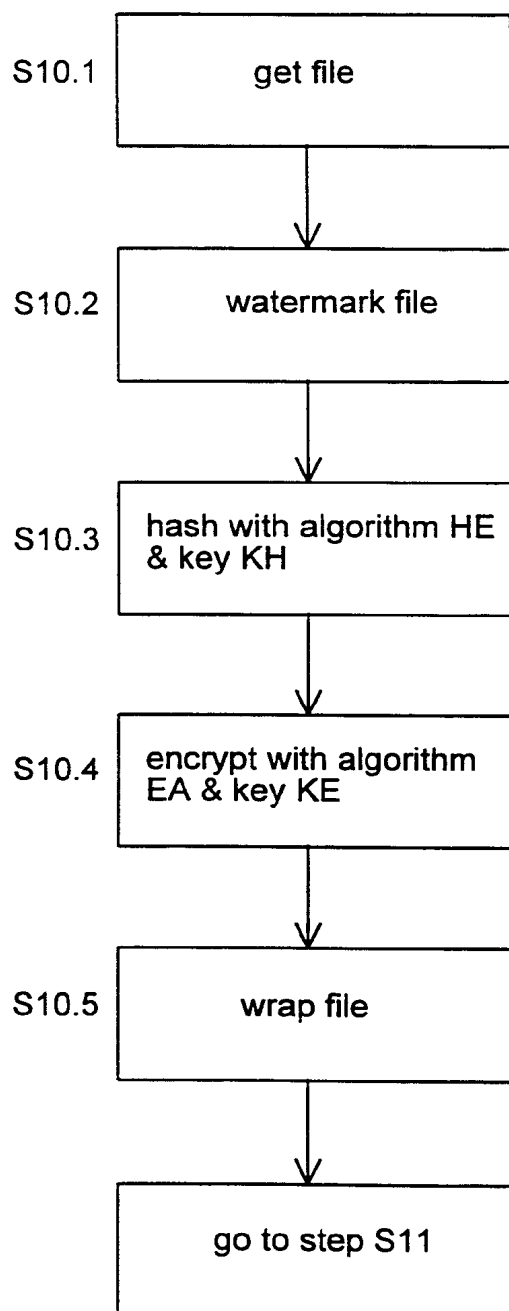 S10.1
get file
S10.2
watermark file
S10.3
hash with algorithm HE
& key KH
S10.4
encrypt with algorithm
EA & key KE
S10.5
wrap file
go to step S11